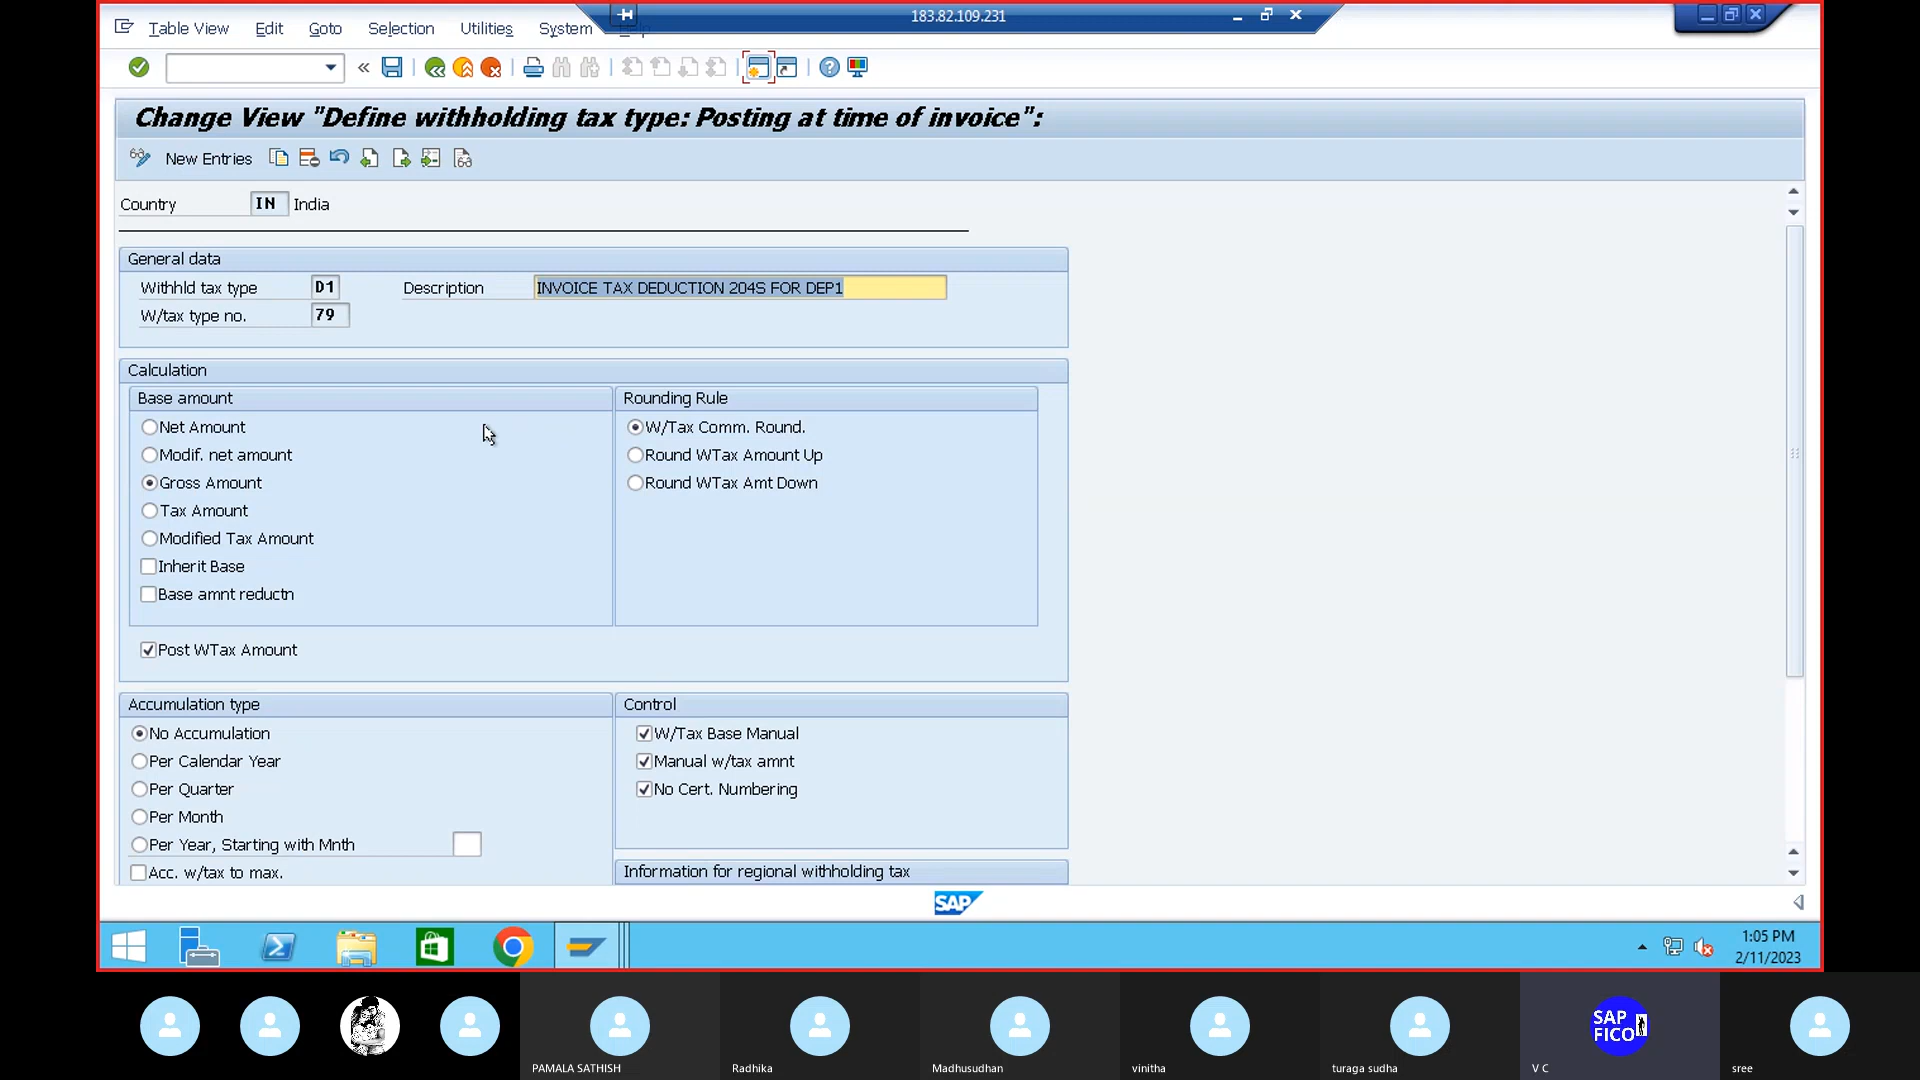 183.82.109.231
Table View Edit Goto Selection Utilities System
Change View "Define withholding tax type: Posting at time of invoice":
New Entries
Country IN India
General data
Withhld tax type D1 Description INVOICE TAX DEDUCTION 204S FOR DEP1
W/tax type no. 79
Calculation
Base amount Rounding Rule
Net Amount W/Tax Comm. Round.
Modif. net amount Round WTax Amount Up
Gross Amount Round WTax Amt Down
Tax Amount
Modified Tax Amount
Inherit Base
Base amnt reductn
Post WTax Amount
Accumulation type Control
No Accumulation W/Tax Base Manual
Per Calendar Year Manual w/tax amnt
Per Quarter No Cert. Numbering
Per Month
Per Year, Starting with Mnth
Acc. w/tax to max. Information for regional withholding tax
SAP
1:05 PM
2/11/2023
SAP
FICO
PAMALA SATHISH Radhika Madhusudhan vinitha turaga sudha V C sree